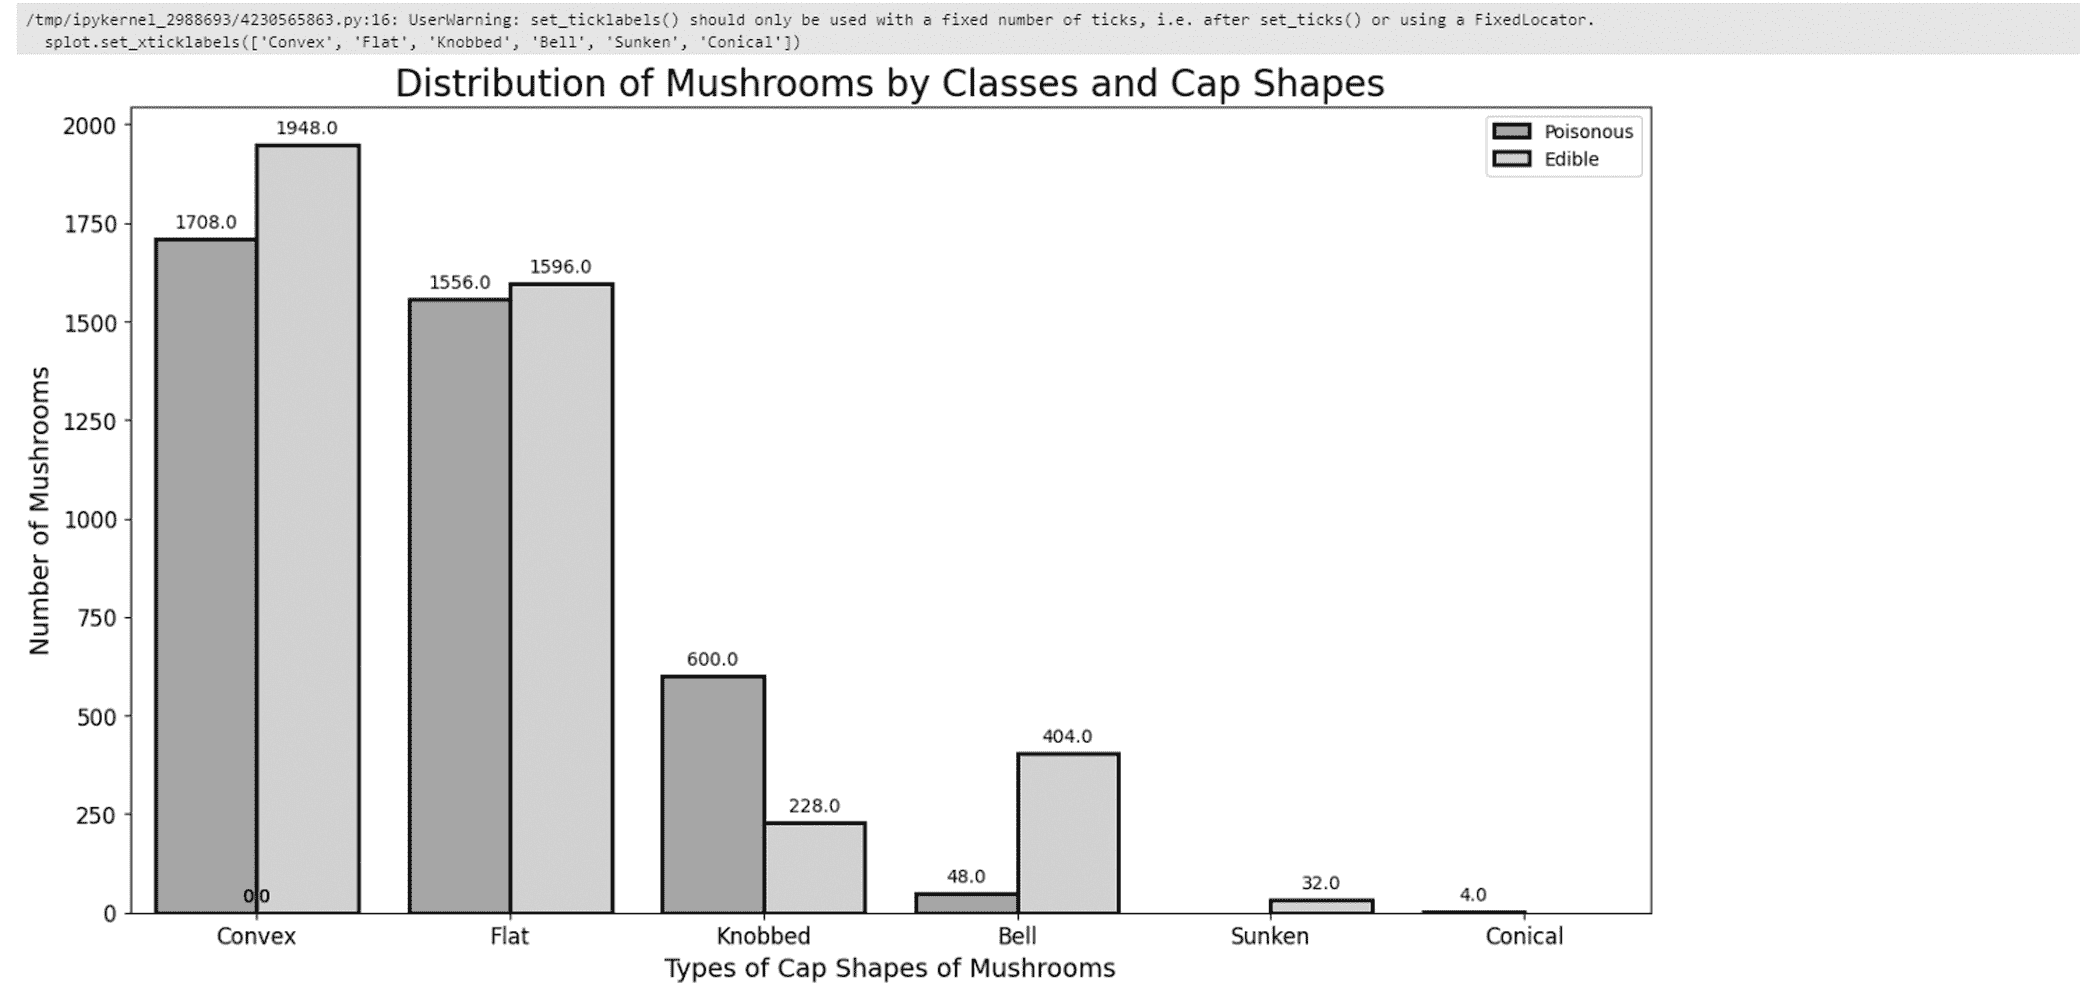 /tmp/ipykernel_2988693/4230565863.py:16: UserWarning: set_ticklabels() should only be used with a fixed number of ticks, i.e. after set_ticks() or using a FixedLocator.
splot.set_xticklabels(['Convex', 'Flat', 'Knobbed', 'Bell', 'Sunken', 'Conical'])
Distribution of Mushrooms by Classes and Cap Shapes
Poisonous
Edible
Number of Mushrooms
2000
1750
1500
1250
1000
750
500
250
0
1708.0
1948.0
0.0
1556.0
1596.0
600.0
228.0
48.0
404.0
32.0
4.0
Convex
Flat
Knobbed
Bell
Sunken
Conical
Types of Cap Shapes of Mushrooms